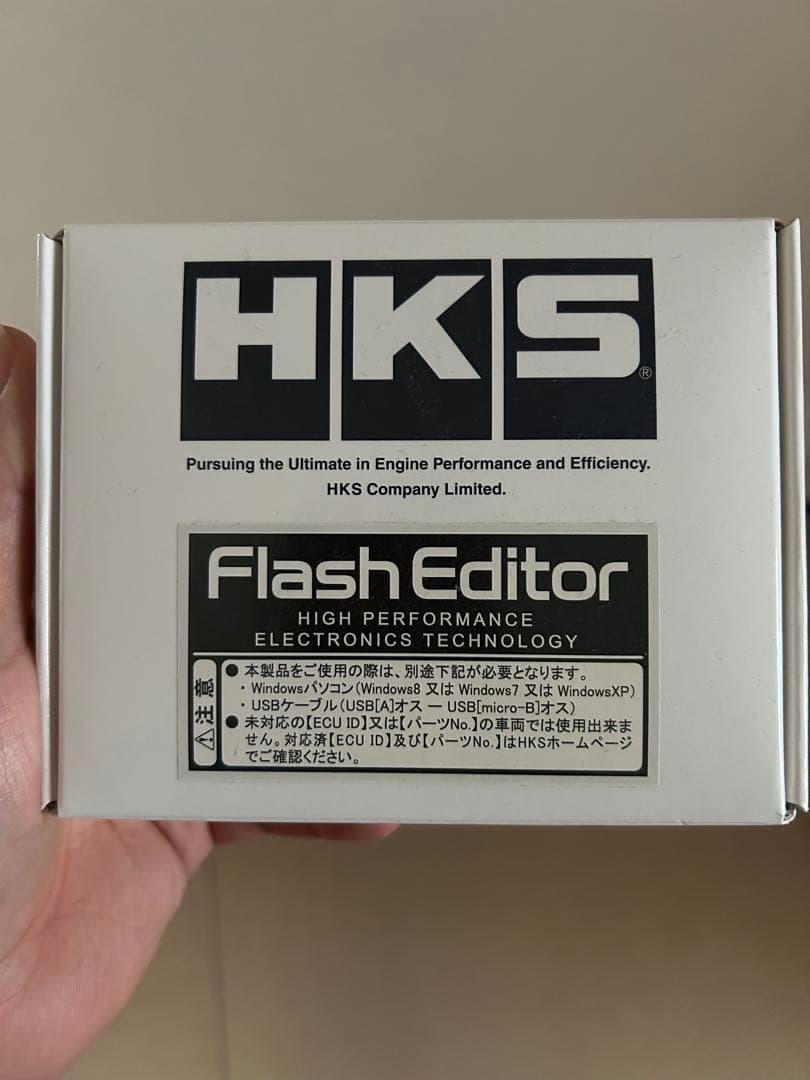 HKS®
Pursuing the Ultimate in Engine Performance and Efficiency.
HKS Company Limited.
Flash Editor
HIGH PERFORMANCE
ELECTRONICS TECHNOLOGY
⚠注意
●本製品をご使用の際は、別途下記が必要となります。
・Windowsパソコン(Windows8 又は Windows7 又は WindowsXP)
・USBケーブル(USB[A]オス ー USB[micro-B]オス)
●未対応の【ECU ID】又は【パーツNo.】の車両では使用出来ま
せん。対応済【ECU ID】及び【パーツNo.】はHKSホームページ
でご確認ください。